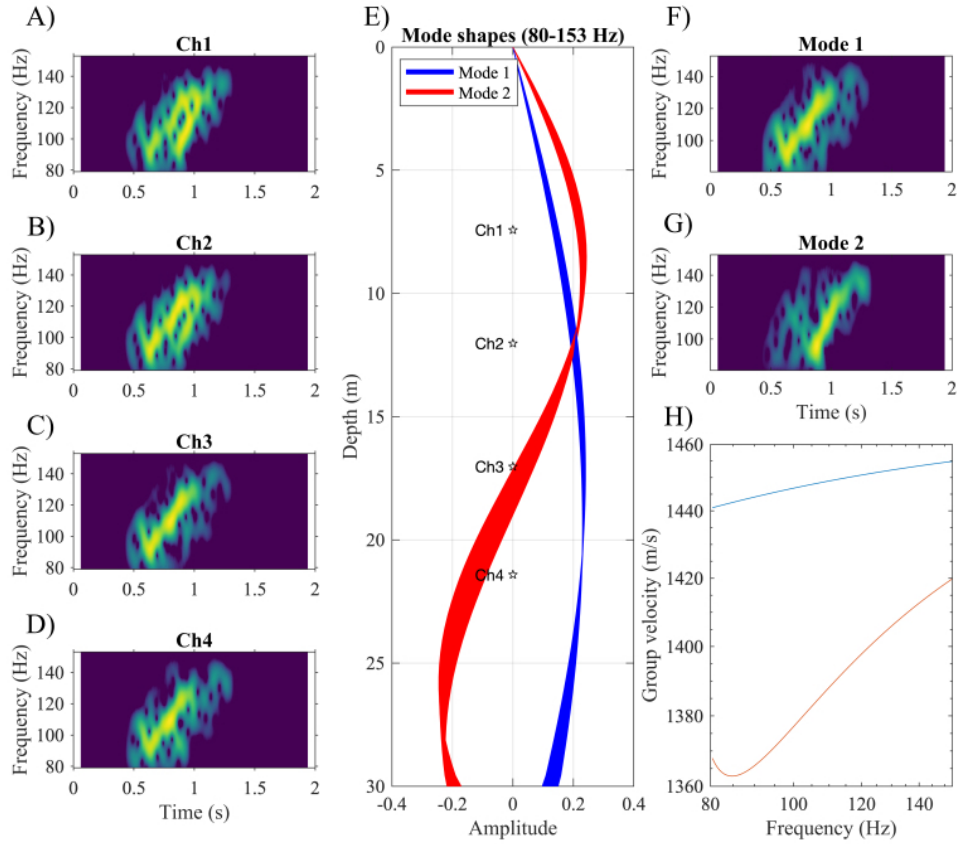 A)
Ch1
Frequency (Hz)
140
120
100
80
0
0.5
1
1.5
2
B)
Ch2
Frequency (Hz)
140
120
100
80
0
0.5
1
1.5
2
C)
Ch3
Frequency (Hz)
140
120
100
80
0
0.5
1
1.5
2
D)
Ch4
Frequency (Hz)
140
120
100
80
0
0.5
1
1.5
2
Time (s)
E)
Mode shapes (80-153 Hz)
Mode 1
Mode 2
Ch1
Ch2
Ch3
Ch4
Depth (m)
0
5
10
15
20
25
30
-0.4
-0.2
0
0.2
0.4
Amplitude
F)
Mode 1
Frequency (Hz)
140
120
100
0
0.5
1
1.5
2
G)
Mode 2
Frequency (Hz)
140
120
100
0
0.5
1
1.5
2
Time (s)
H)
Group velocity (m/s)
1460
1440
1420
1400
1380
1360
80
100
120
140
Frequency (Hz)